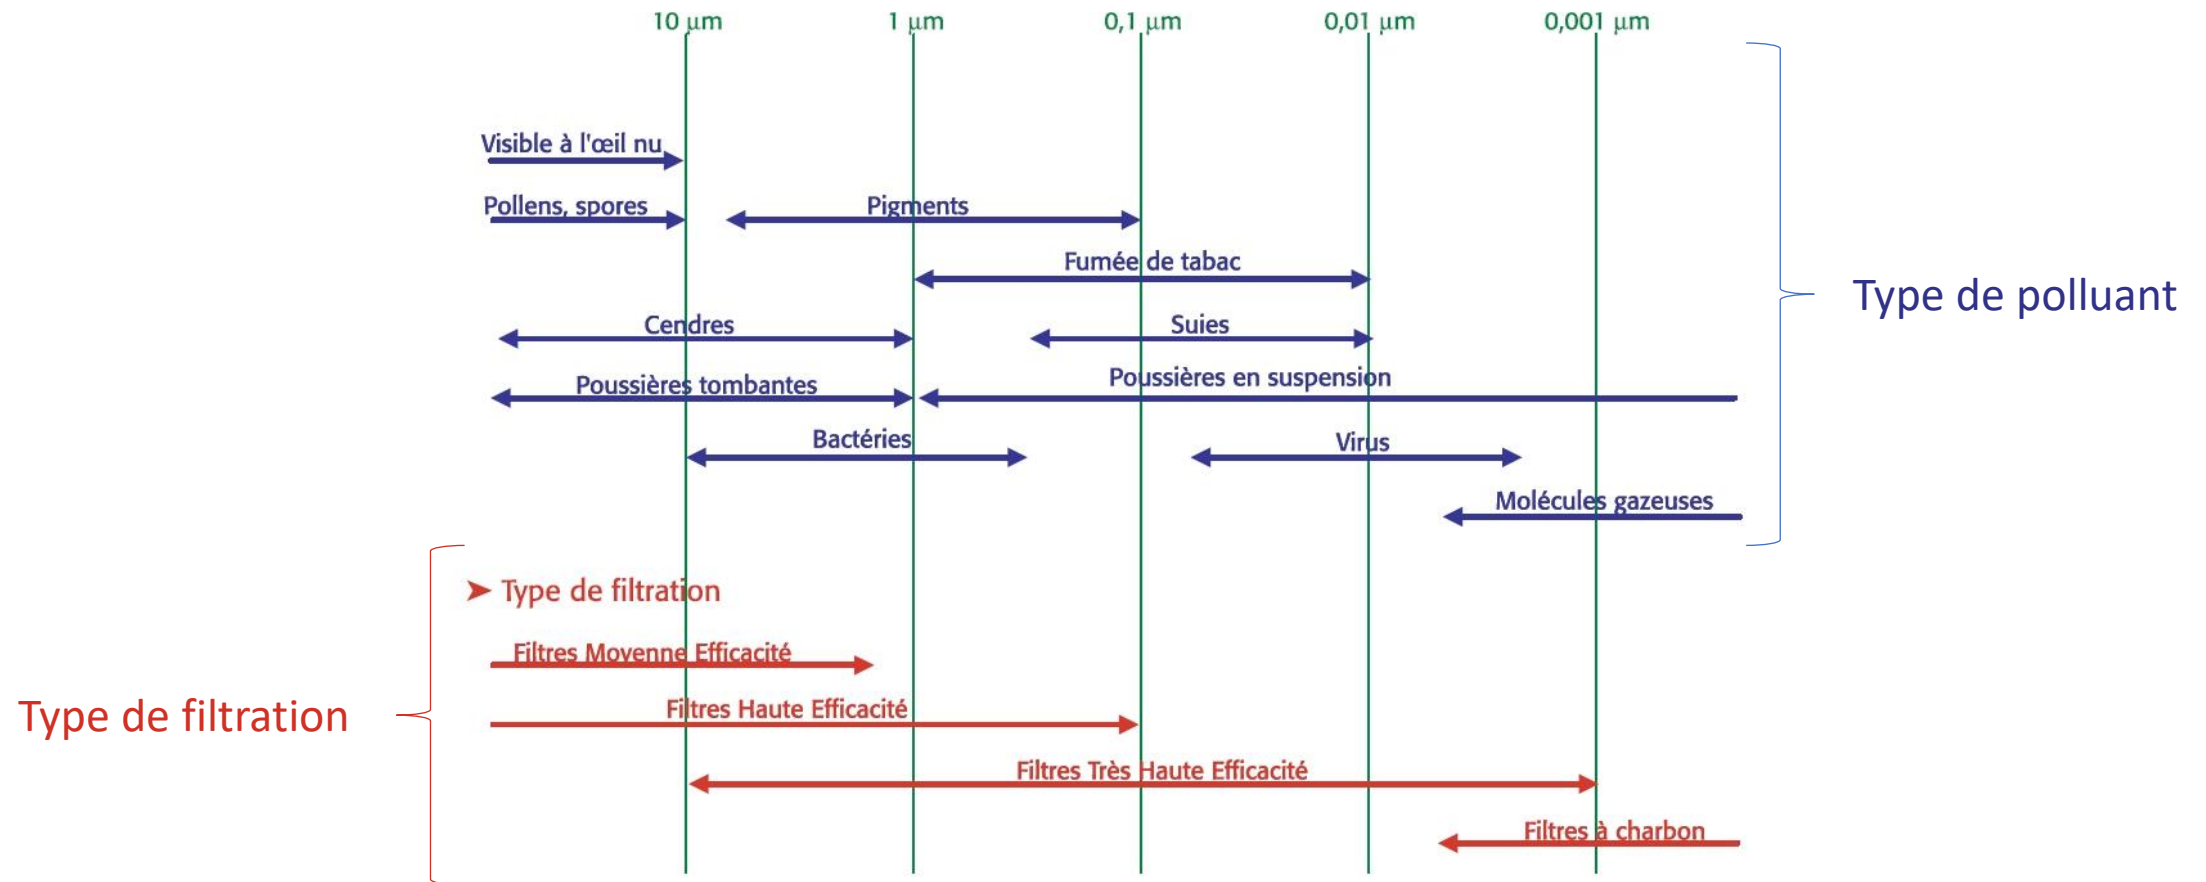 10 µm 1 µm 0,1 µm 0,01 µm 0,001 µm
Visible à l'œil nu
Pollens, spores Pigments
Fumée de tabac
Type de polluant
Cendres Suies
Poussières tombantes Poussières en suspension
Bactéries Virus
Molécules gazeuses
➤ Type de filtration
Filtres Moyenne Efficacité
Type de filtration
Filtres Haute Efficacité
Filtres Très Haute Efficacité
Filtres à charbon